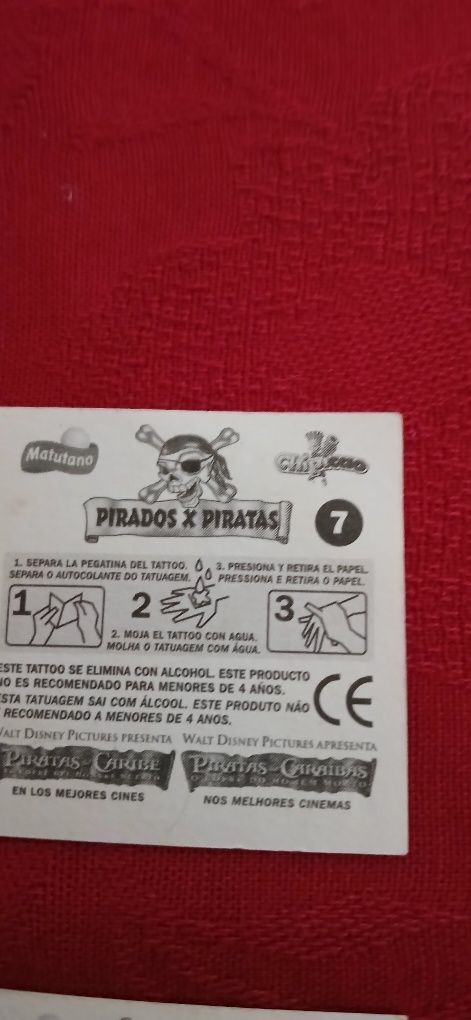 Matutano
PIRADOS X PIRATAS
7
1. SEPARA LA PEGATINA DEL TATTOO.
SEPARA O AUTOCOLANTE DO TATUAGEM.
3. PRESIONA Y RETIRA EL PAPEL.
PRESSIONA E RETIRA O PAPEL.
1
2
3
2. MOJA EL TATTOO CON AGUA.
MOLHA O TATUAGEM COM ÁGUA.
ESTE TATTOO SE ELIMINA CON ALCOHOL. ESTE PRODUCTO
NO ES RECOMENDADO PARA MENORES DE 4 AÑOS.
ESTA TATUAGEM SAI COM ÁLCOOL. ESTE PRODUTO NÃO
RECOMENDADO A MENORES DE 4 ANOS.
CE
WALT DISNEY PICTURES PRESENTA
WALT DISNEY PICTURES APRESENTA
PIRATAS DEL CARIBE
PIRATAS DAS CARAÍBAS
EN LOS MEJORES CINES
NOS MELHORES CINEMAS